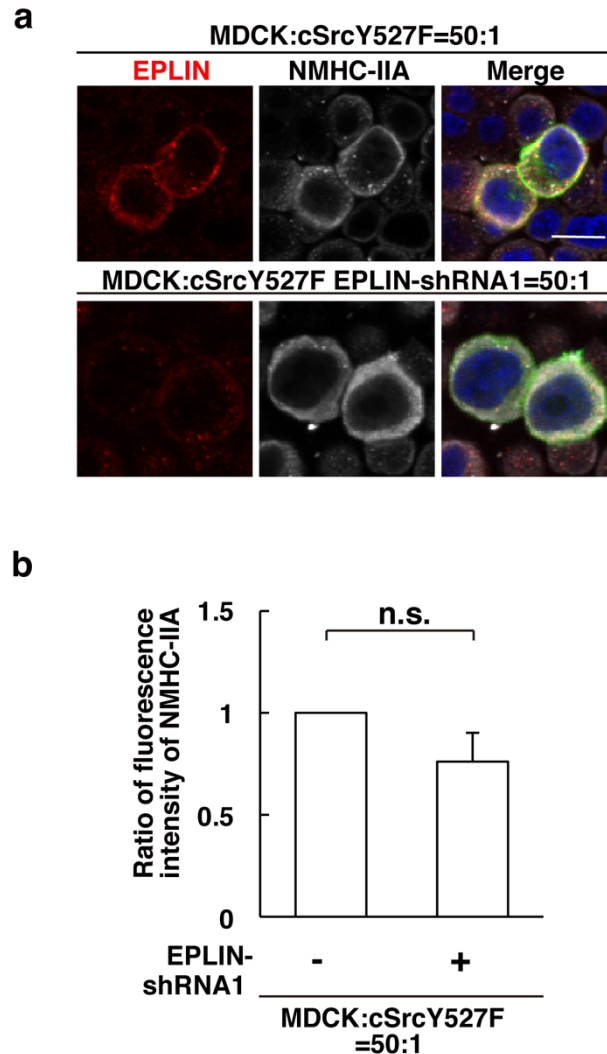 a
MDCK:cSrcY527F=50:1
EPLIN NMHC-IIA Merge
MDCK:cSrcY527F EPLIN-shRNA1=50:1
b
Ratio of fluorescence
intensity of NMHC-IIA
1.5
1
0.5
0
n.s.
EPLIN-
shRNA1
- +
MDCK:cSrcY527F
=50:1